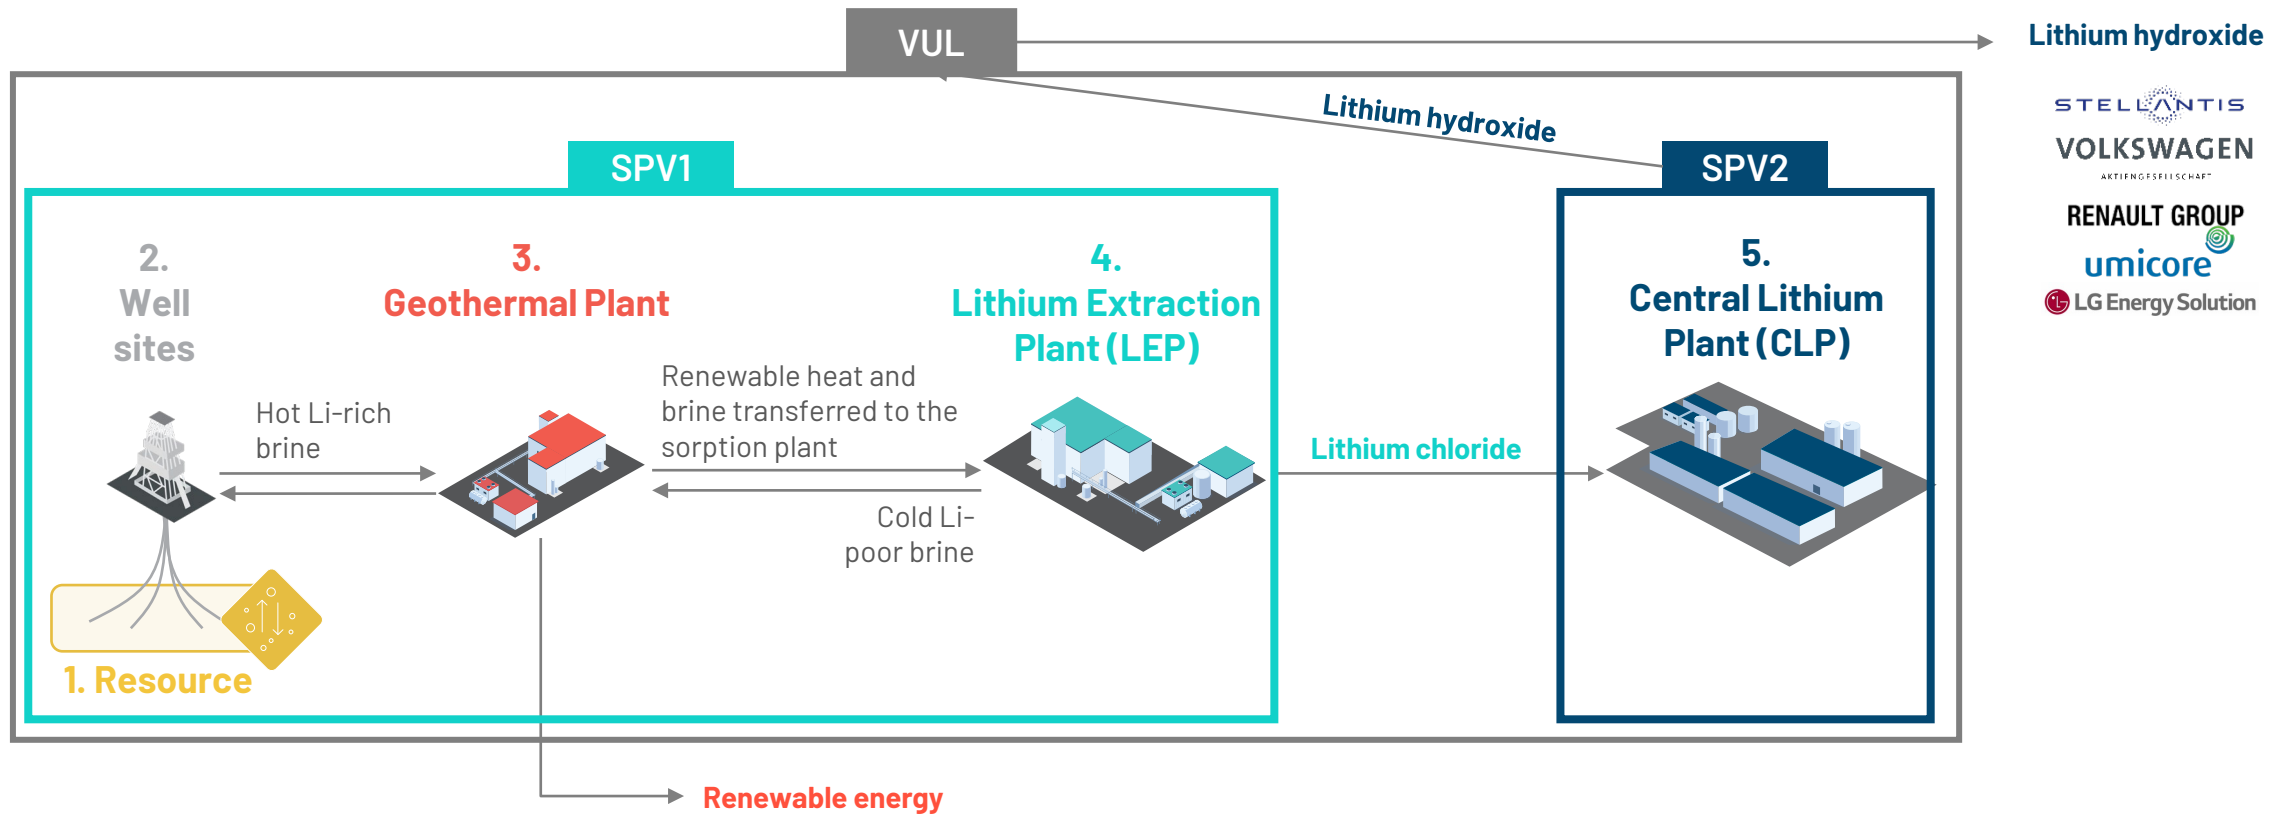 VUL
Lithium hydroxide
STELLANTIS
VOLKSWAGEN
AKTIENGESELLSCHAFT
RENAULT GROUP
umicore
LG Energy Solution
Lithium hydroxide
SPV1
SPV2
2.
Well
sites
3.
Geothermal Plant
4.
Lithium Extraction
Plant (LEP)
5.
Central Lithium
Plant (CLP)
Hot Li-rich
brine
Renewable heat and
brine transferred to the
sorption plant
Cold Li-
poor brine
Lithium chloride
1. Resource
Renewable energy